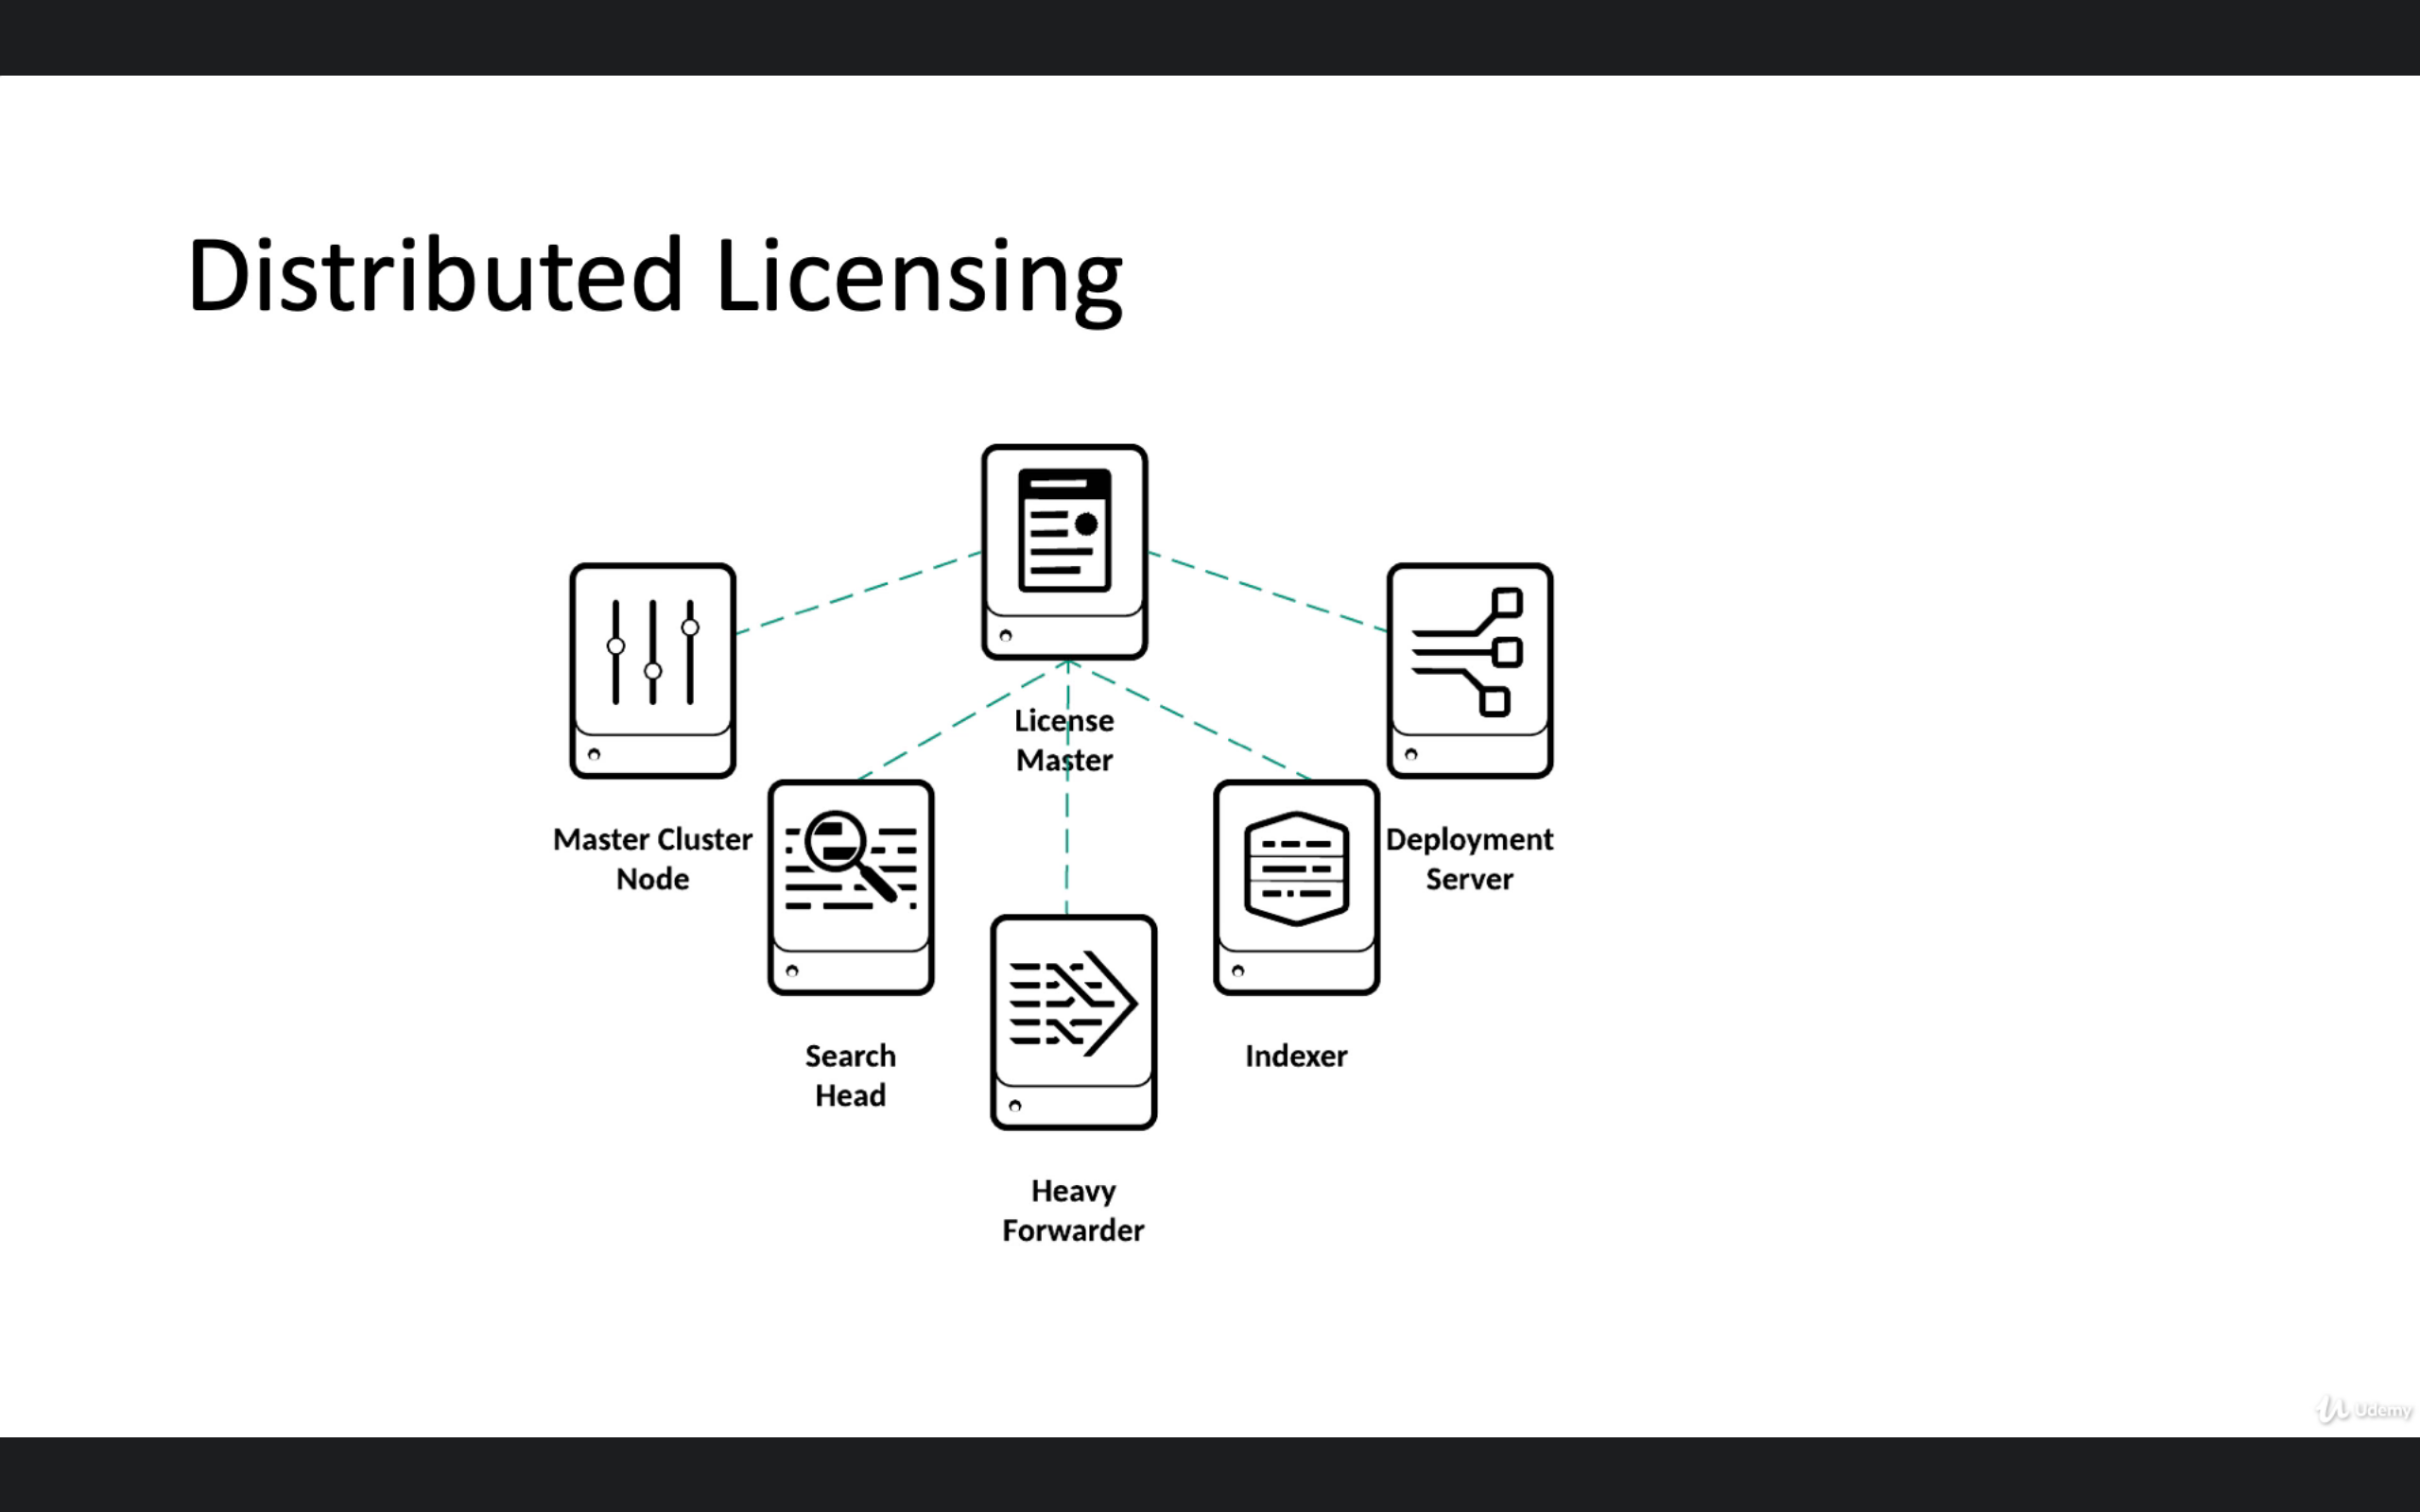 Distributed Licensing
License
Master
Master Cluster
Node
Deployment
Server
Search
Head
Indexer
Heavy
Forwarder
Udemy